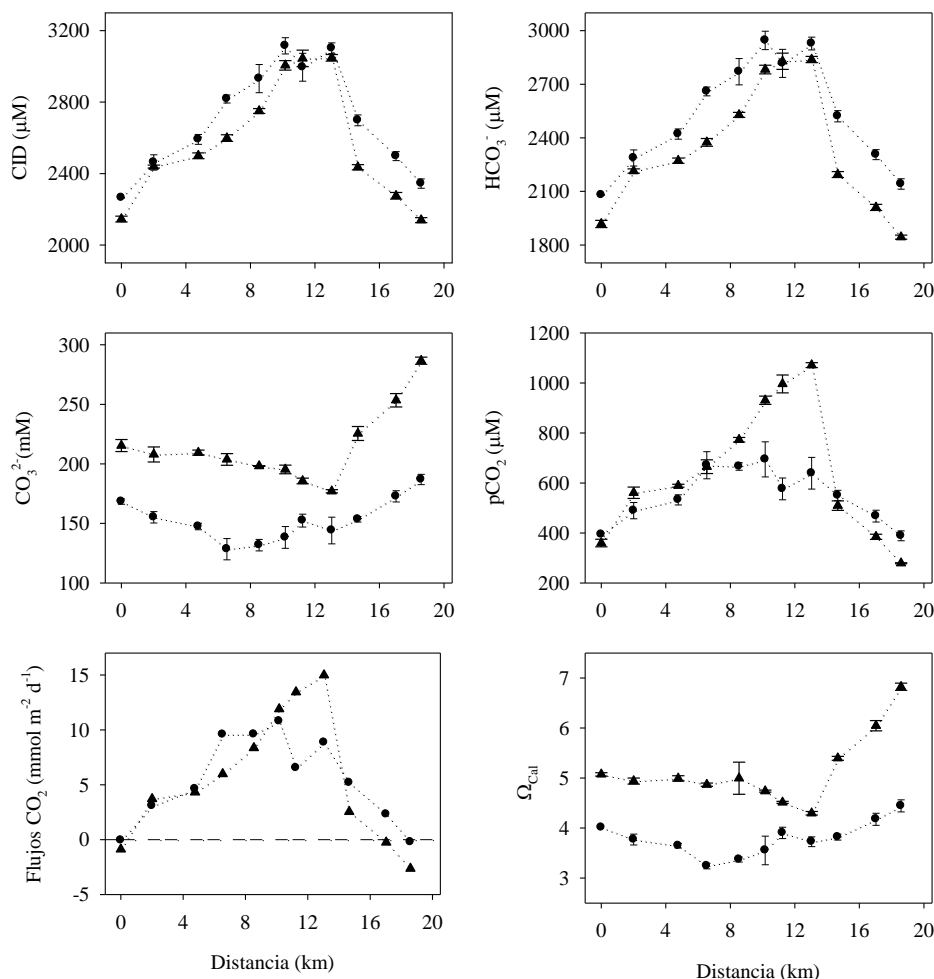 3200
2800
2400
2000
CID (µM)
0 4 8 12 16 20
3000
2700
2400
2100
1800
HCO₃⁻ (µM)
0 4 8 12 16 20
300
250
200
150
100
CO₃²⁻(mM)
0 4 8 12 16 20
1200
1000
800
600
400
200
pCO₂ (µM)
0 4 8 12 16 20
15
10
5
0
-5
Flujos CO₂ (mmol m⁻² d⁻¹)
0 4 8 12 16 20
Distancia (km)
7
6
5
4
3
Ω_Cal
0 4 8 12 16 20
Distancia (km)